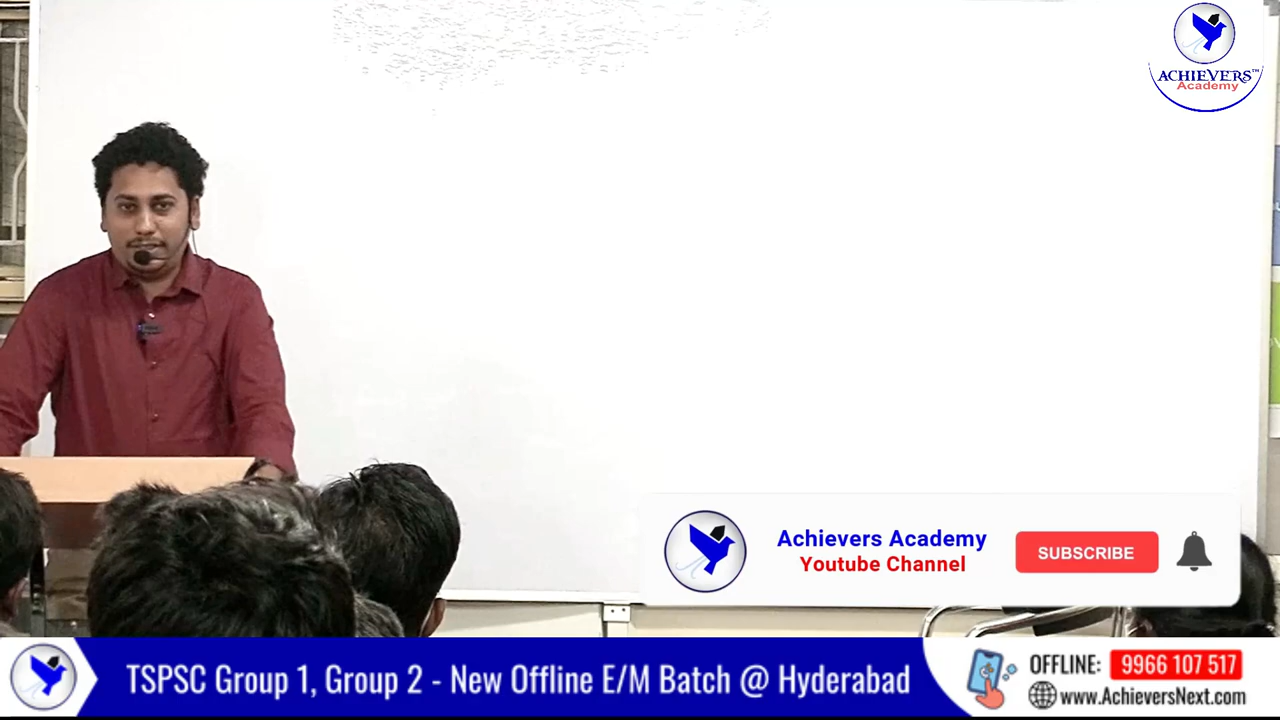 ACHIEVERS™
Academy
Achievers Academy
Youtube Channel
SUBSCRIBE
TSPSC Group 1, Group 2 - New Offline E/M Batch @ Hyderabad
OFFLINE: 9966 107 517
www.AchieversNext.com